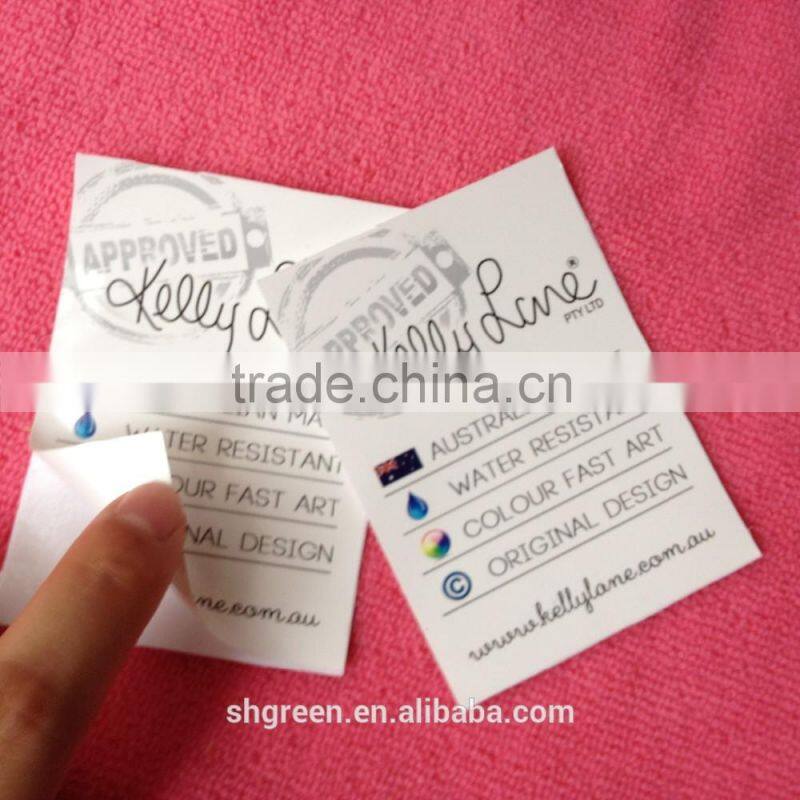 APPROVED
Kelly
APPROVED
Kelly Lane®
PTY LTD
trade.china.cn
MA
WATER RESISTANT
OUR FAST ART
NAL DESIGN
ne.com.au
AUSTRAL
WATER RESISTANT
COLOUR FAST ART
© ORIGINAL DESIGN
www.kellylane.com.au
shgreen.en.alibaba.com